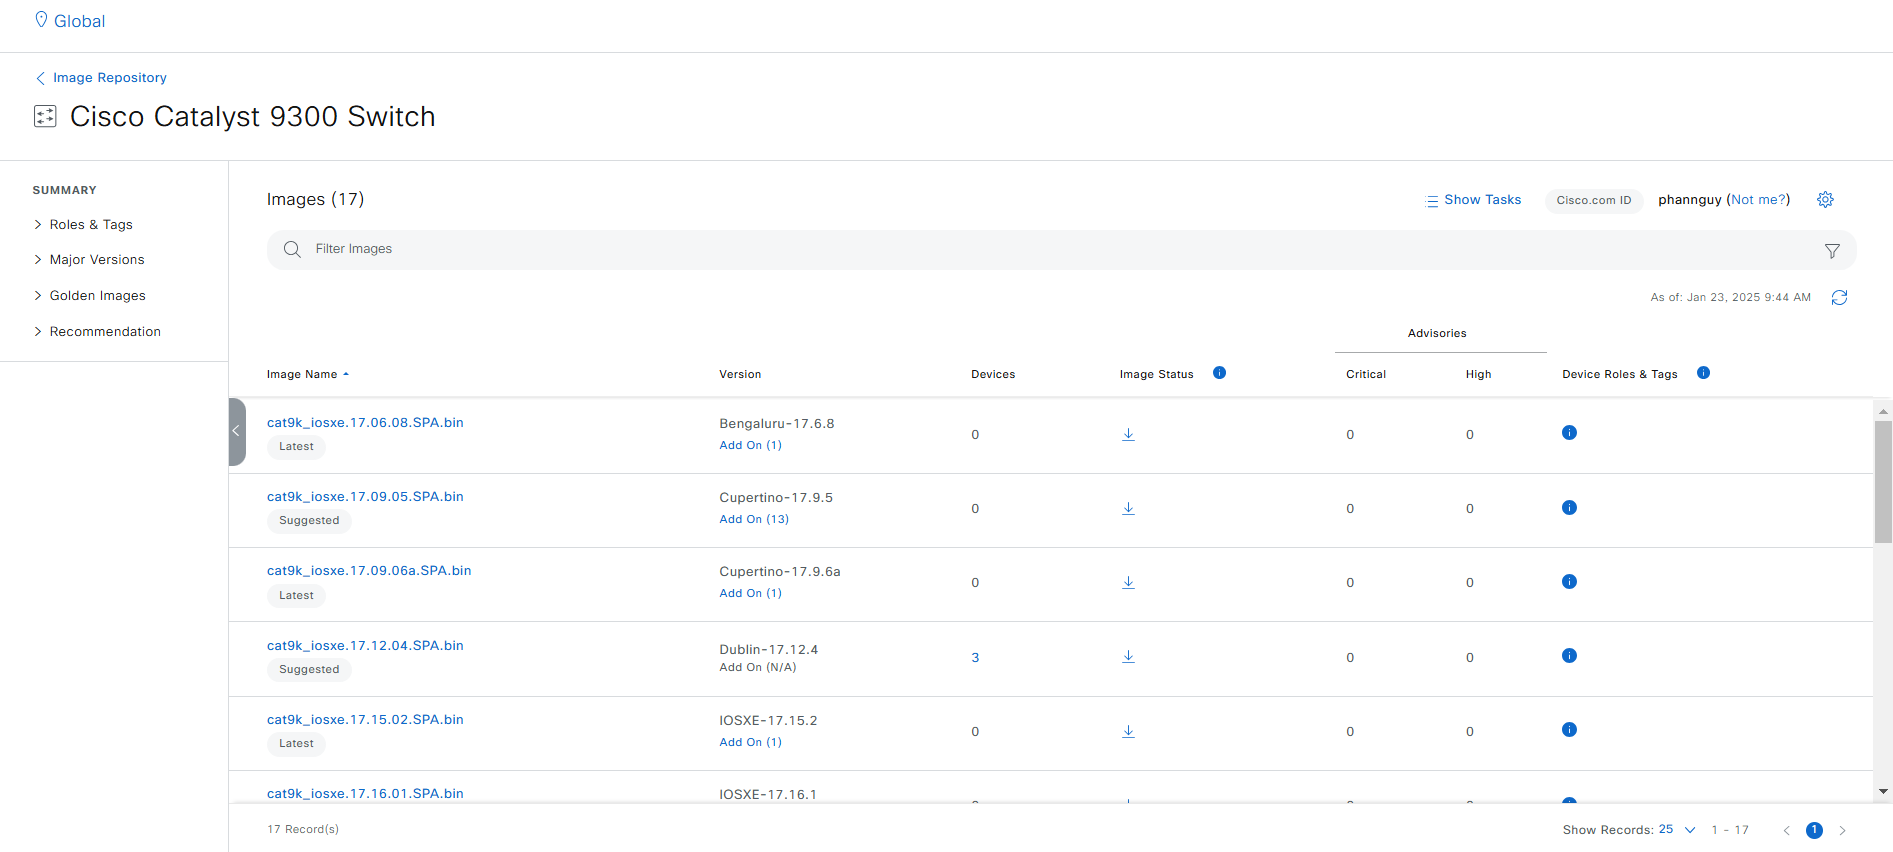 Global
Image Repository
Cisco Catalyst 9300 Switch
SUMMARY
Roles & Tags
Major Versions
Golden Images
Recommendation
Images (17)
Show Tasks
Cisco.com ID
phannguy (Not me?)
Filter Images
As of: Jan 23, 2025 9:44 AM
Advisories
Image Name
Version
Devices
Image Status
Critical
High
Device Roles & Tags
cat9k_iosxe.17.06.08.SPA.bin
Latest
Bengaluru-17.6.8
Add On (1)
0
0
0
cat9k_iosxe.17.09.05.SPA.bin
Suggested
Cupertino-17.9.5
Add On (13)
0
0
0
cat9k_iosxe.17.09.06a.SPA.bin
Latest
Cupertino-17.9.6a
Add On (1)
0
0
0
cat9k_iosxe.17.12.04.SPA.bin
Suggested
Dublin-17.12.4
Add On (N/A)
3
0
0
cat9k_iosxe.17.15.02.SPA.bin
Latest
IOSXE-17.15.2
Add On (1)
0
0
0
cat9k_iosxe.17.16.01.SPA.bin
IOSXE-17.16.1
17 Record(s)
Show Records: 25
1 - 17
1